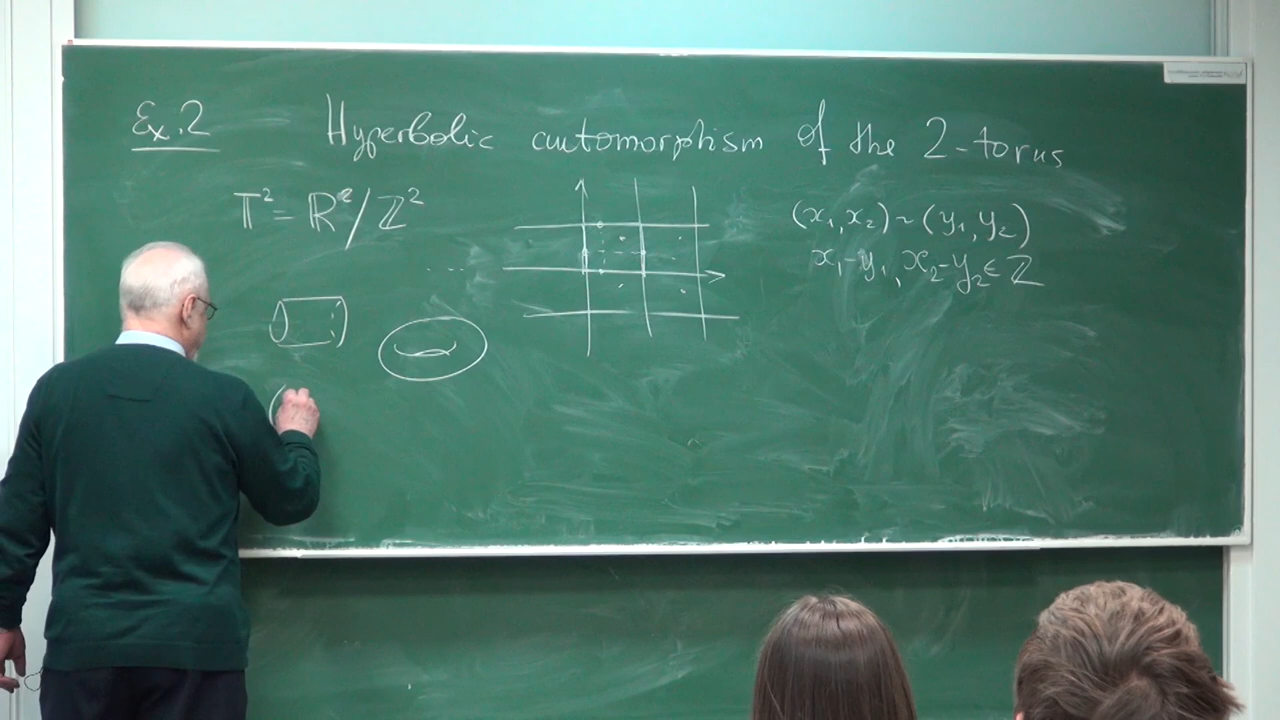 Ex.2 Hyperbolic automorphism of the 2-torus
𝕋² = ℝ²/ℤ²
(x₁, x₂) ~ (y₁, y₂)
x₁-y₁, x₂-y₂ ∈ ℤ
...